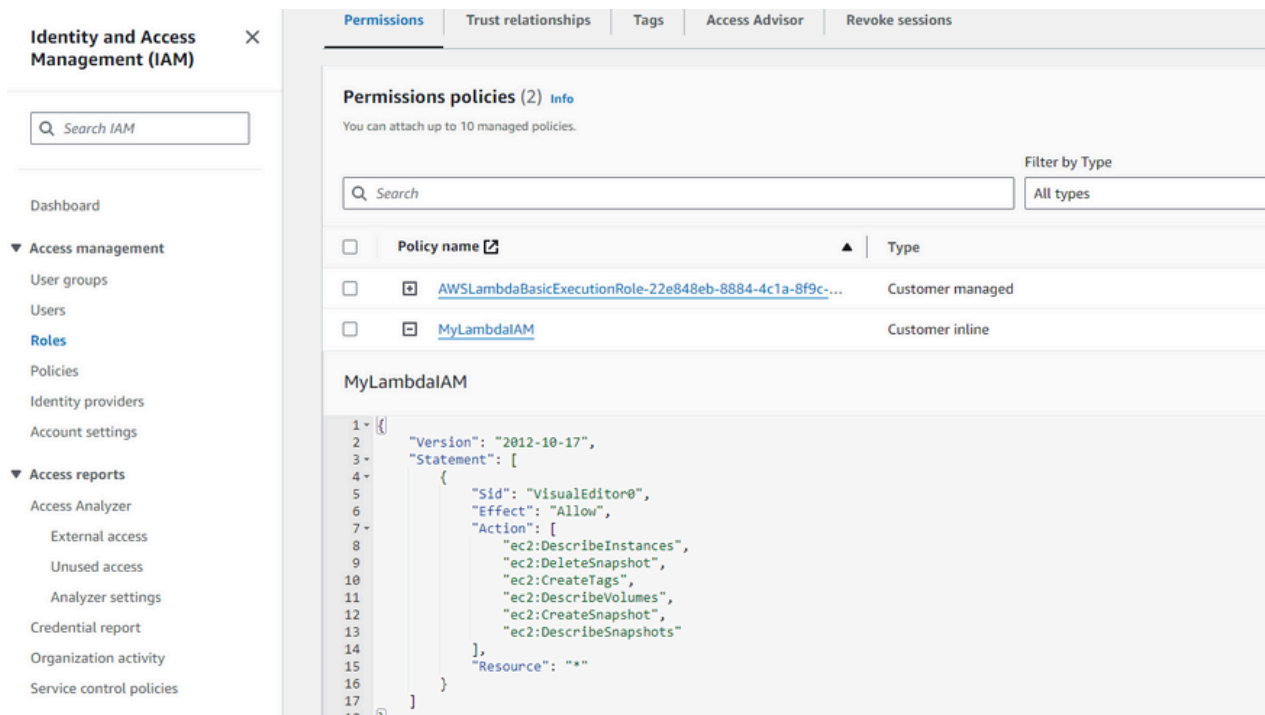 Identity and Access
Management (IAM)
Search IAM
Dashboard
Access management
User groups
Users
Roles
Policies
Identity providers
Account settings
Access reports
Access Analyzer
External access
Unused access
Analyzer settings
Credential report
Organization activity
Service control policies
Permissions Trust relationships Tags Access Advisor Revoke sessions
Permissions policies (2) Info
You can attach up to 10 managed policies.
Filter by Type
Search All types
Policy name Type
AWSLambdaBasicExecutionRole-22e848eb-8884-4c1a-8f9c-... Customer managed
MyLambdaIAM Customer inline
MyLambdaIAM
1 {
2 "Version": "2012-10-17",
3 "Statement": [
4 {
5 "Sid": "VisualEditor0",
6 "Effect": "Allow",
7 "Action": [
8 "ec2:DescribeInstances",
9 "ec2:DeleteSnapshot",
10 "ec2:CreateTags",
11 "ec2:DescribeVolumes",
12 "ec2:CreateSnapshot",
13 "ec2:DescribeSnapshots"
14 ],
15 "Resource": "*"
16 }
17 ]